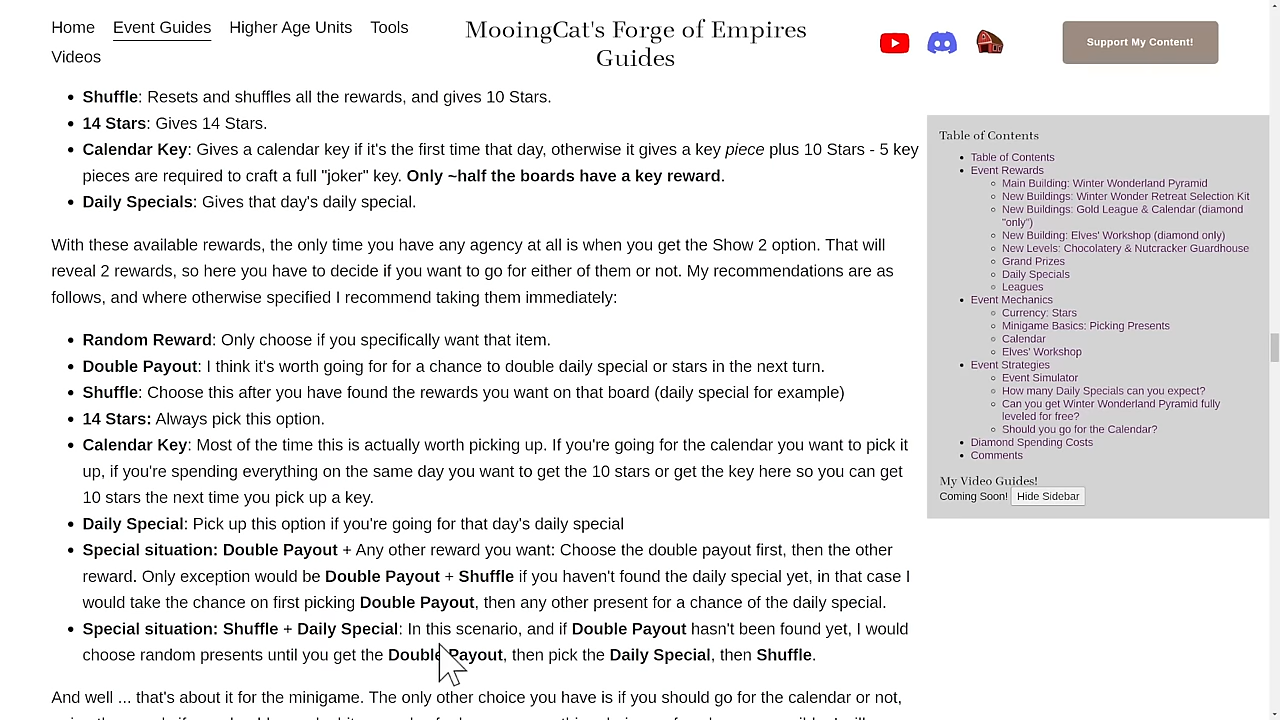 Home Event Guides Higher Age Units Tools
Videos
MooingCat's Forge of Empires
Guides
Support My Content!
Shuffle: Resets and shuffles all the rewards, and gives 10 Stars.
14 Stars: Gives 14 Stars.
Calendar Key: Gives a calendar key if it's the first time that day, otherwise it gives a key piece plus 10 Stars - 5 key
pieces are required to craft a full "joker" key. Only ~half the boards have a key reward.
Daily Specials: Gives that day's daily special.
With these available rewards, the only time you have any agency at all is when you get the Show 2 option. That will
reveal 2 rewards, so here you have to decide if you want to go for either of them or not. My recommendations are as
follows, and where otherwise specified I recommend taking them immediately:
Random Reward: Only choose if you specifically want that item.
Double Payout: I think it's worth going for for a chance to double daily special or stars in the next turn.
Shuffle: Choose this after you have found the rewards you want on that board (daily special for example)
14 Stars: Always pick this option.
Calendar Key: Most of the time this is actually worth picking up. If you're going for the calendar you want to pick it
up, if you're spending everything on the same day you want to get the 10 stars or get the key here so you can get
10 stars the next time you pick up a key.
Daily Special: Pick up this option if you're going for that day's daily special
Special situation: Double Payout + Any other reward you want: Choose the double payout first, then the other
reward. Only exception would be Double Payout + Shuffle if you haven't found the daily special yet, in that case I
would take the chance on first picking Double Payout, then any other present for a chance of the daily special.
Special situation: Shuffle + Daily Special: In this scenario, and if Double Payout hasn't been found yet, I would
choose random presents until you get the Double Payout, then pick the Daily Special, then Shuffle.
And well ... that's about it for the minigame. The only other choice you have is if you should go for the calendar or not,
Table of Contents
Table of Contents
Event Rewards
Main Building: Winter Wonderland Pyramid
New Buildings: Winter Wonder Retreat Selection Kit
New Buildings: Gold League & Calendar (diamond
"only")
New Building: Elves' Workshop (diamond only)
New Levels: Chocolatery & Nutcracker Guardhouse
Grand Prizes
Daily Specials
Leagues
Event Mechanics
Currency: Stars
Minigame Basics: Picking Presents
Calendar
Elves' Workshop
Event Strategies
Event Simulator
How many Daily Specials can you expect?
Can you get Winter Wonderland Pyramid fully
leveled for free?
Should you go for the Calendar?
Diamond Spending Costs
Comments
My Video Guides!
Coming Soon! Hide Sidebar